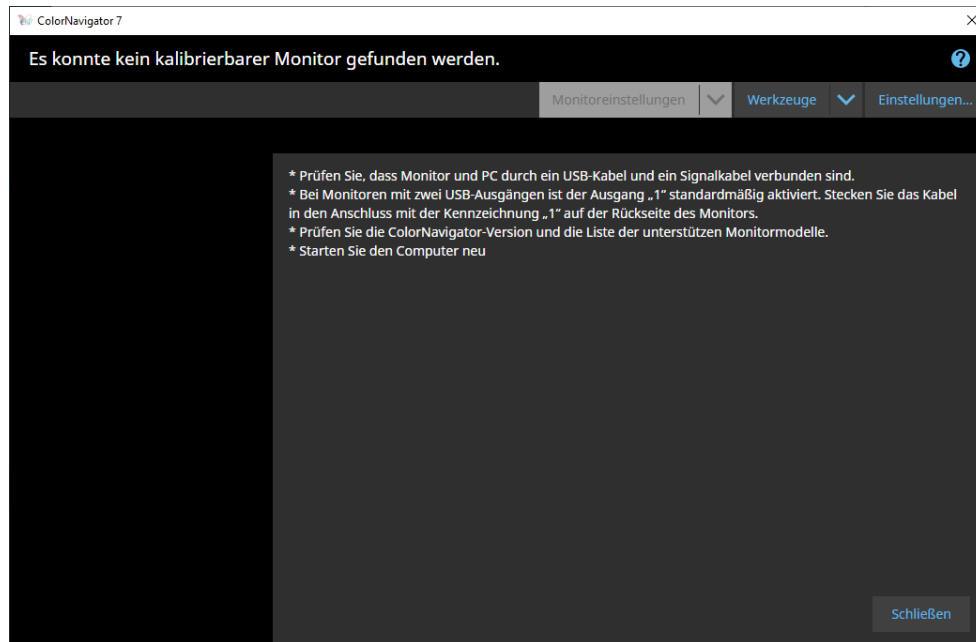 ColorNavigator 7
Es konnte kein kalibrierbarer Monitor gefunden werden.
Monitoreinstellungen
Werkzeuge
Einstellungen...
* Prüfen Sie, dass Monitor und PC durch ein USB-Kabel und ein Signalkabel verbunden sind.
* Bei Monitoren mit zwei USB-Ausgängen ist der Ausgang „1“ standardmäßig aktiviert. Stecken Sie das Kabel
in den Anschluss mit der Kennzeichnung „1“ auf der Rückseite des Monitors.
* Prüfen Sie die ColorNavigator-Version und die Liste der unterstützen Monitormodelle.
* Starten Sie den Computer neu
Schließen